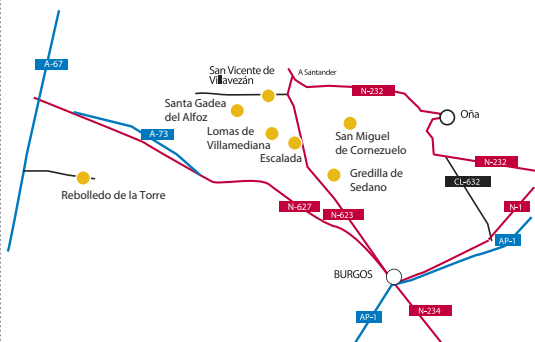 A-67
San Vicente de
Villavezán
A Santander
N-232
Santa Gadea
del Alfoz
Oña
A-73
Lomas de
Villamediana
San Miguel
de Cornezuelo
Escalada
N-232
Gredilla de
Sedano
CL-632
Rebolledo de la Torre
N-627
N-623
N-1
AP-1
BURGOS
AP-1
N-234